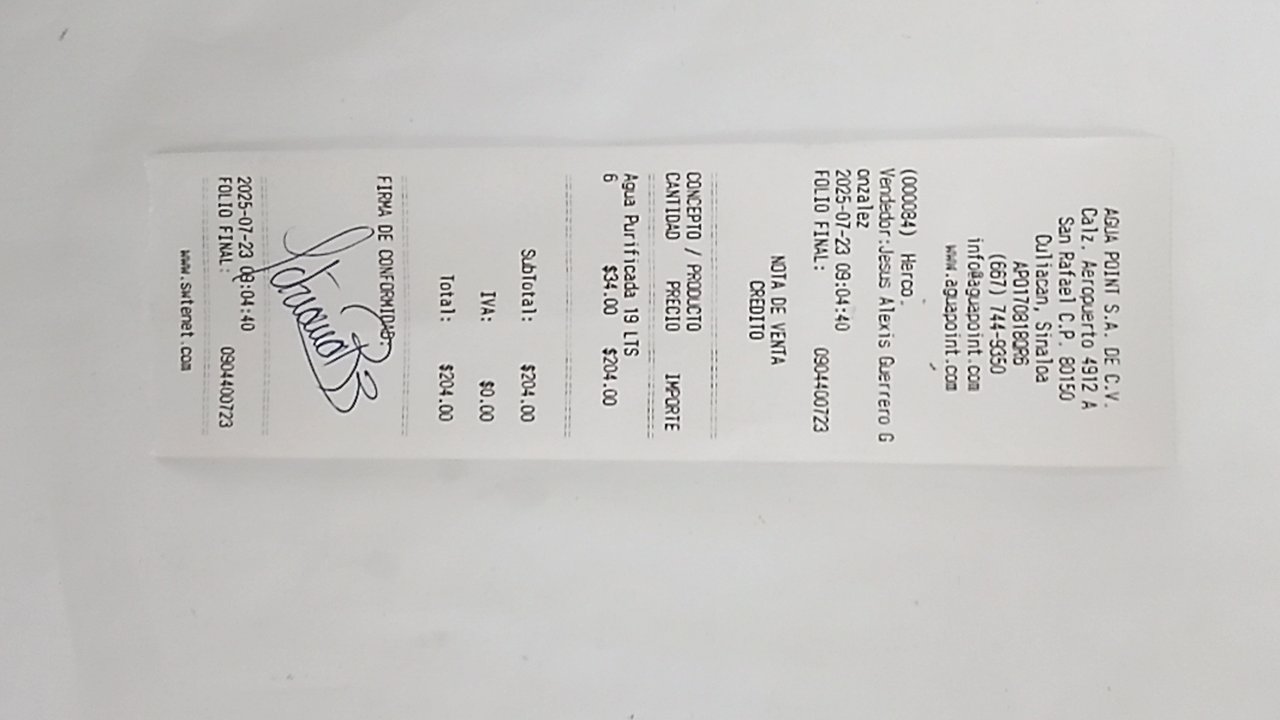 AGUA POINT S.A. DE C.V.
Calz. Aeropuerto 4912 A
San Rafael C.P. 80150
Culiacan, Sinaloa
APO170818QR6
(667) 744-9350
info@aguapoint.com
www.aguapoint.com
(000084) . Herco.
Vendedor:Jesus Alexis Guerrero G
onzalez
2025-07-23 09:04:40
FOLIO FINAL: 0904400723
NOTA DE VENTA
CREDITO
CONCEPTO / PRODUCTO
CANTIDAD PRECIO IMPORTE
Agua Purificada 19 LTS
6 $34.00 $204.00
SubTotal: $204.00
IVA: $0.00
Total: $204.00
FIRMA DE CONFORMIDAD:
2025-07-23 09:04:40
FOLIO FINAL: 0904400723
www.swtenet.com